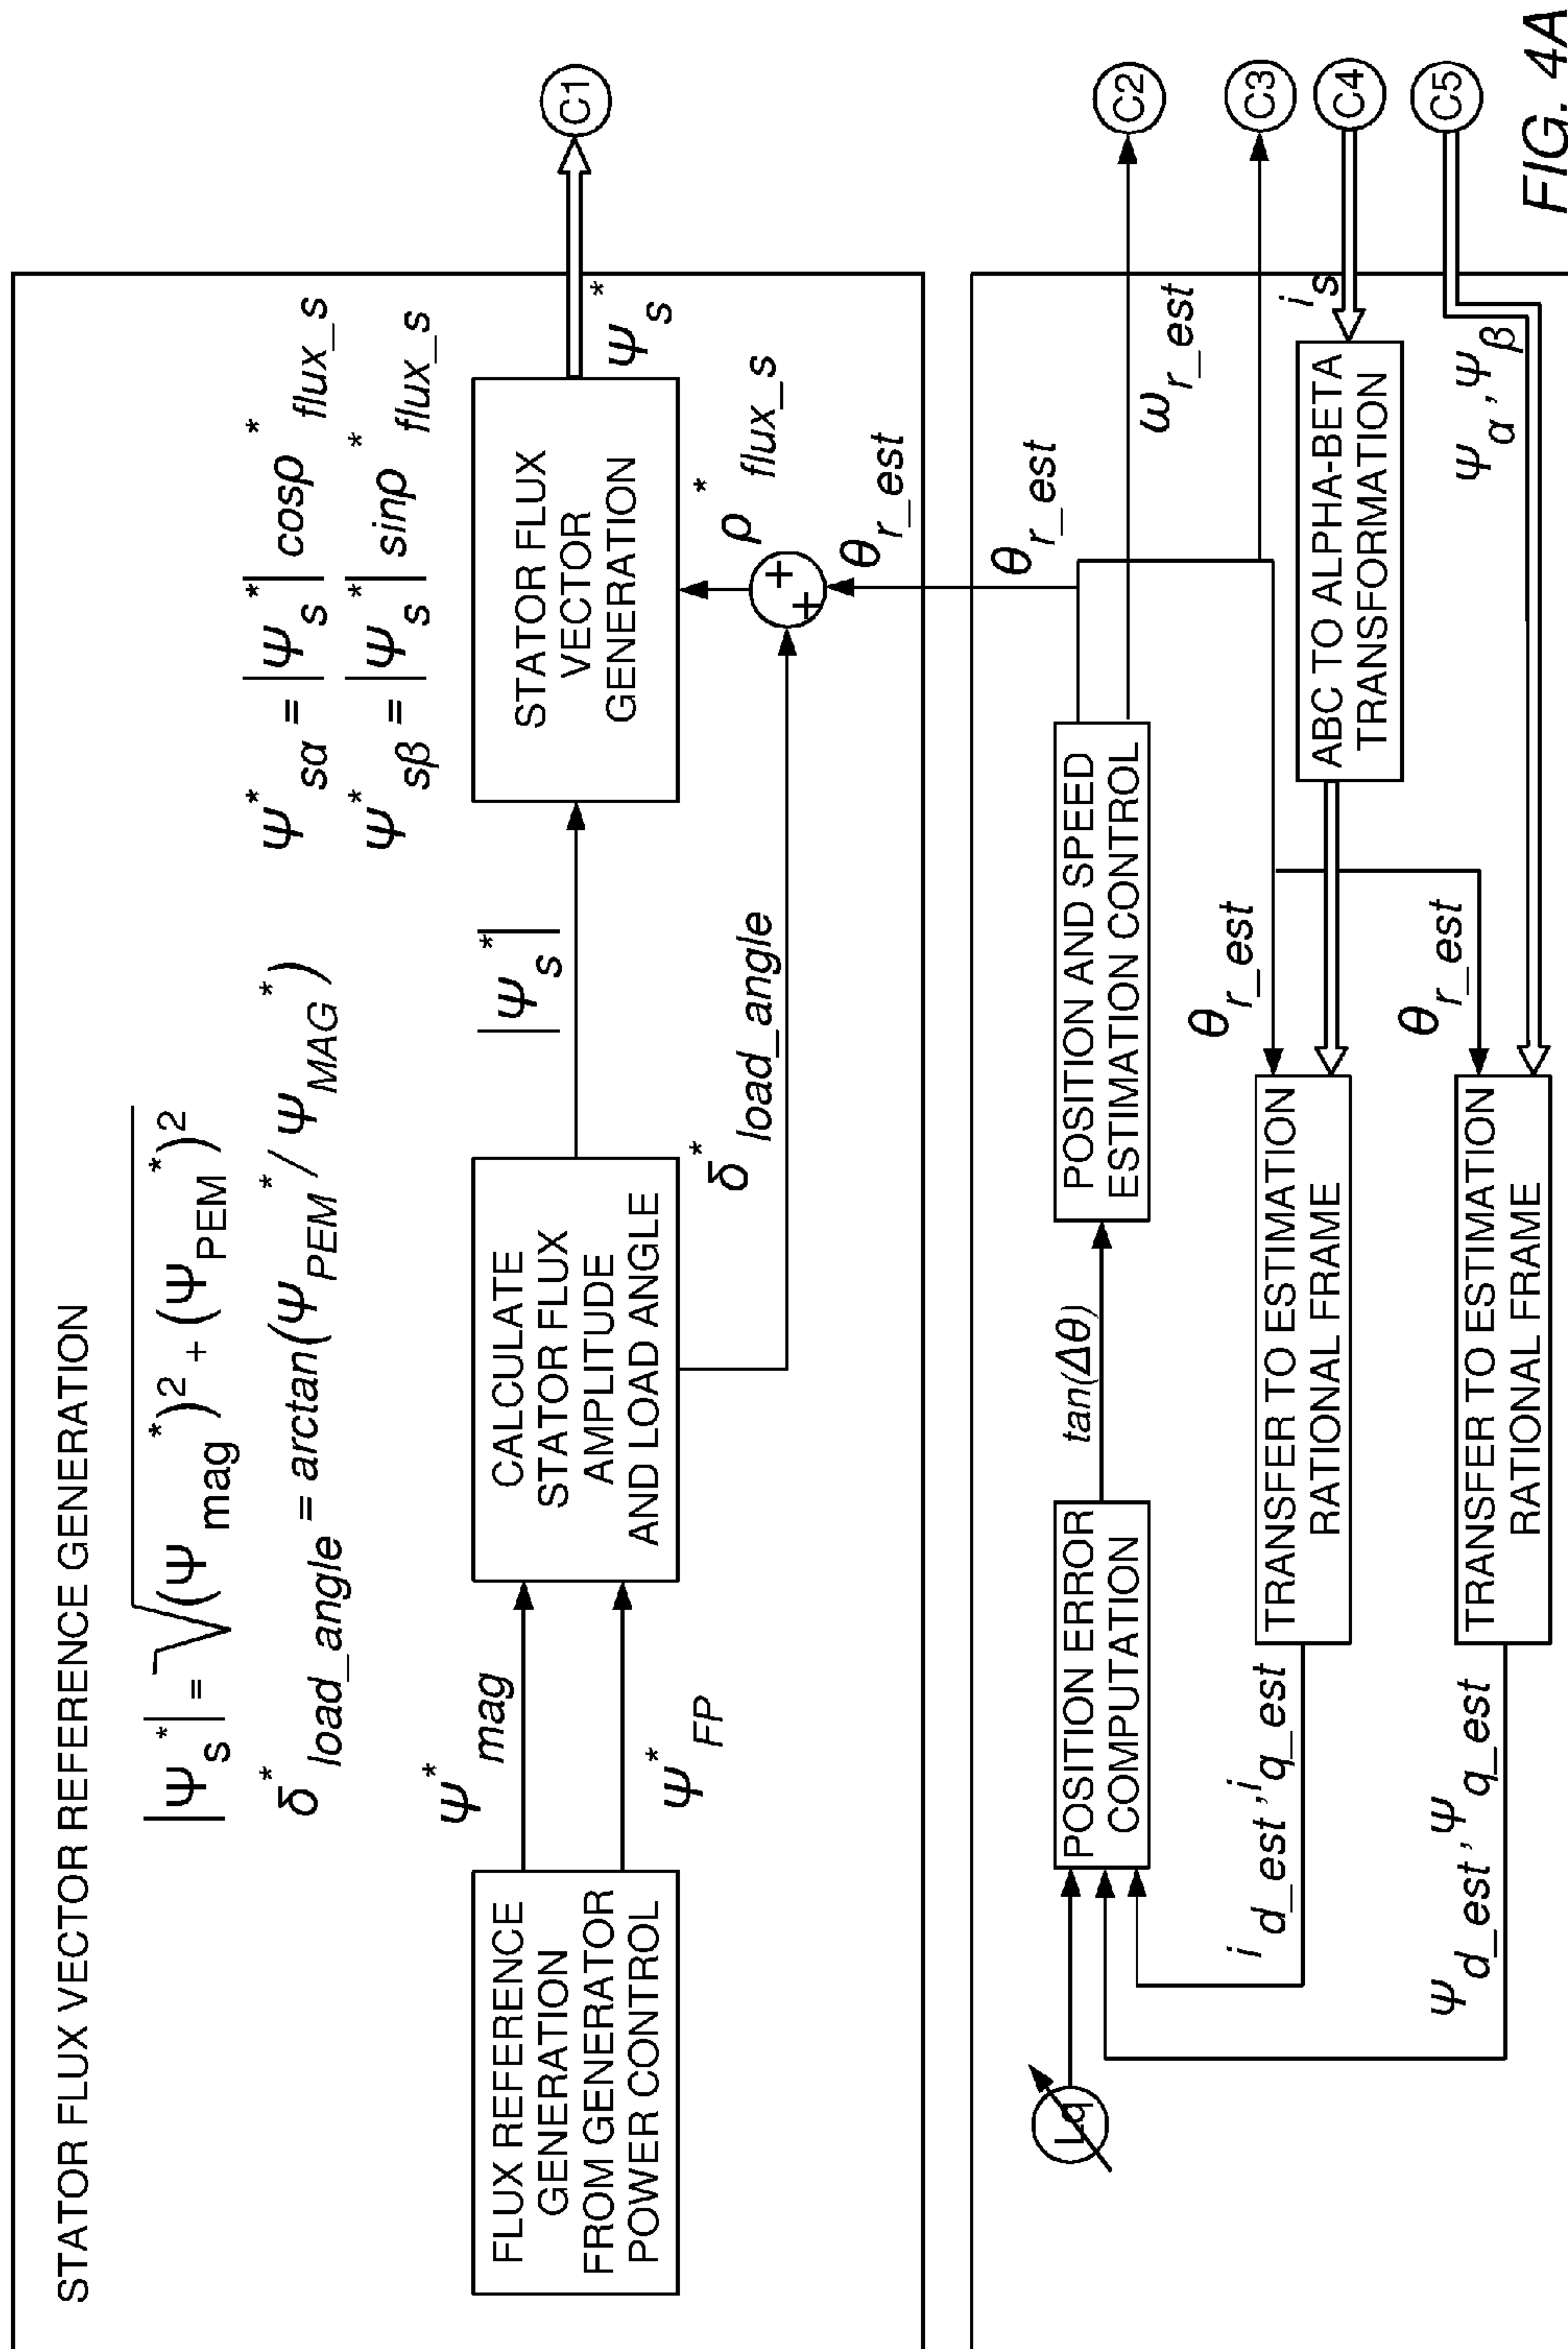 STATOR FLUX VECTOR REFERENCE GENERATION
|Ψs*| = √(Ψmag*)2 + (ΨPEM*)2
δ*load_angle = arctan(ΨPEM* / ΨMAG*)
Ψ*sα = |Ψs*| cosρ*flux_s
Ψ*sβ = |Ψs*| sinρ*flux_s
FLUX REFERENCE
GENERATION
FROM GENERATOR
POWER CONTROL
Ψ*mag
Ψ*FP
CALCULATE
STATOR FLUX
AMPLITUDE
AND LOAD ANGLE
|Ψs*|
δ*load_angle
STATOR FLUX
VECTOR
GENERATION
Ψs*
C1
+
+
ρ*flux_s
θr_est
Lq
POSITION ERROR
COMPUTATION
tan(Δθ)
POSITION AND SPEED
ESTIMATION CONTROL
θr_est
ωr_est
C2
C3
id_est, iq_est
TRANSFER TO ESTIMATION
RATIONAL FRAME
θr_est
ABC TO ALPHA-BETA
TRANSFORMATION
is
C4
Ψd_est, Ψq_est
TRANSFER TO ESTIMATION
RATIONAL FRAME
θr_est
Ψα, Ψβ
C5
FIG. 4A